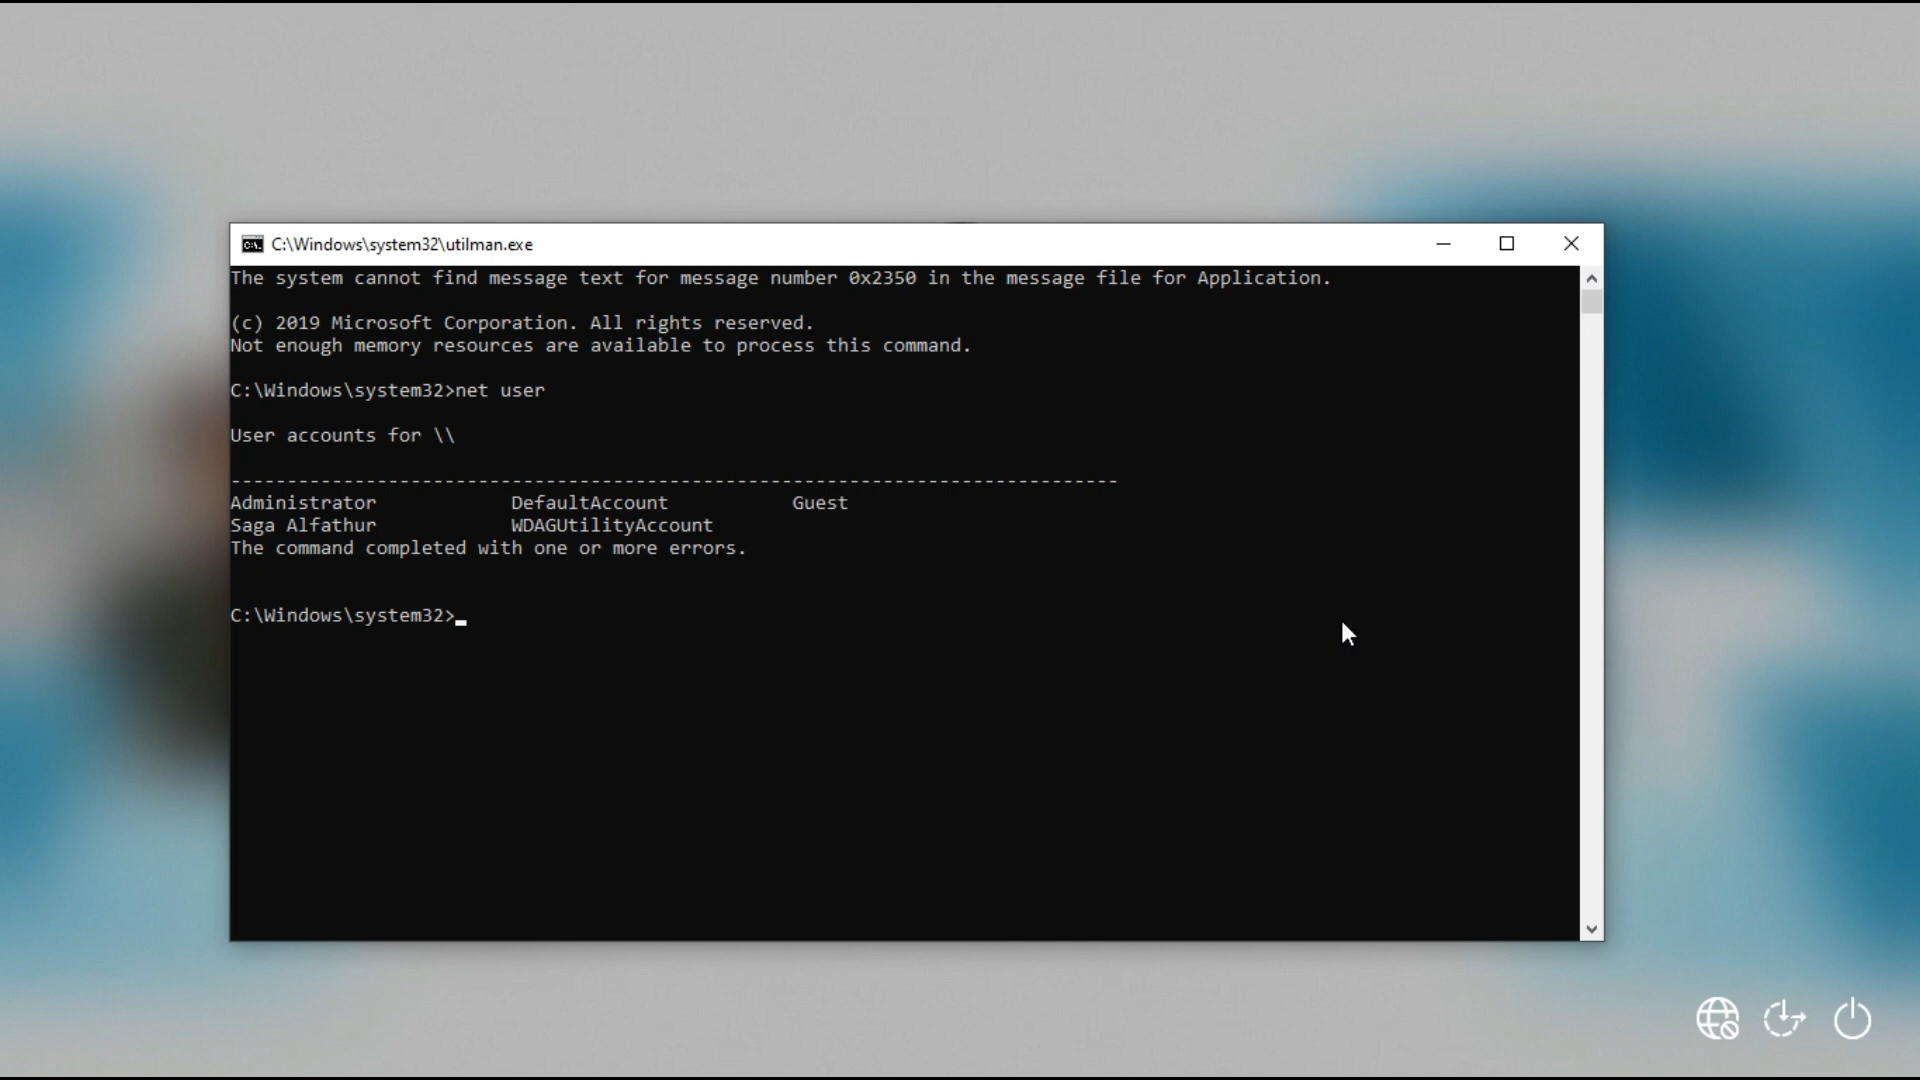 C:\Windows\system32\utilman.exe
The system cannot find message text for message number 0x2350 in the message file for Application.
(c) 2019 Microsoft Corporation. All rights reserved.
Not enough memory resources are available to process this command.
C:\Windows\system32>net user
User accounts for \\
-------------------------------------------------------------------------------
Administrator            DefaultAccount           Guest
Saga Alfathur            WDAGUtilityAccount
The command completed with one or more errors.
C:\Windows\system32>